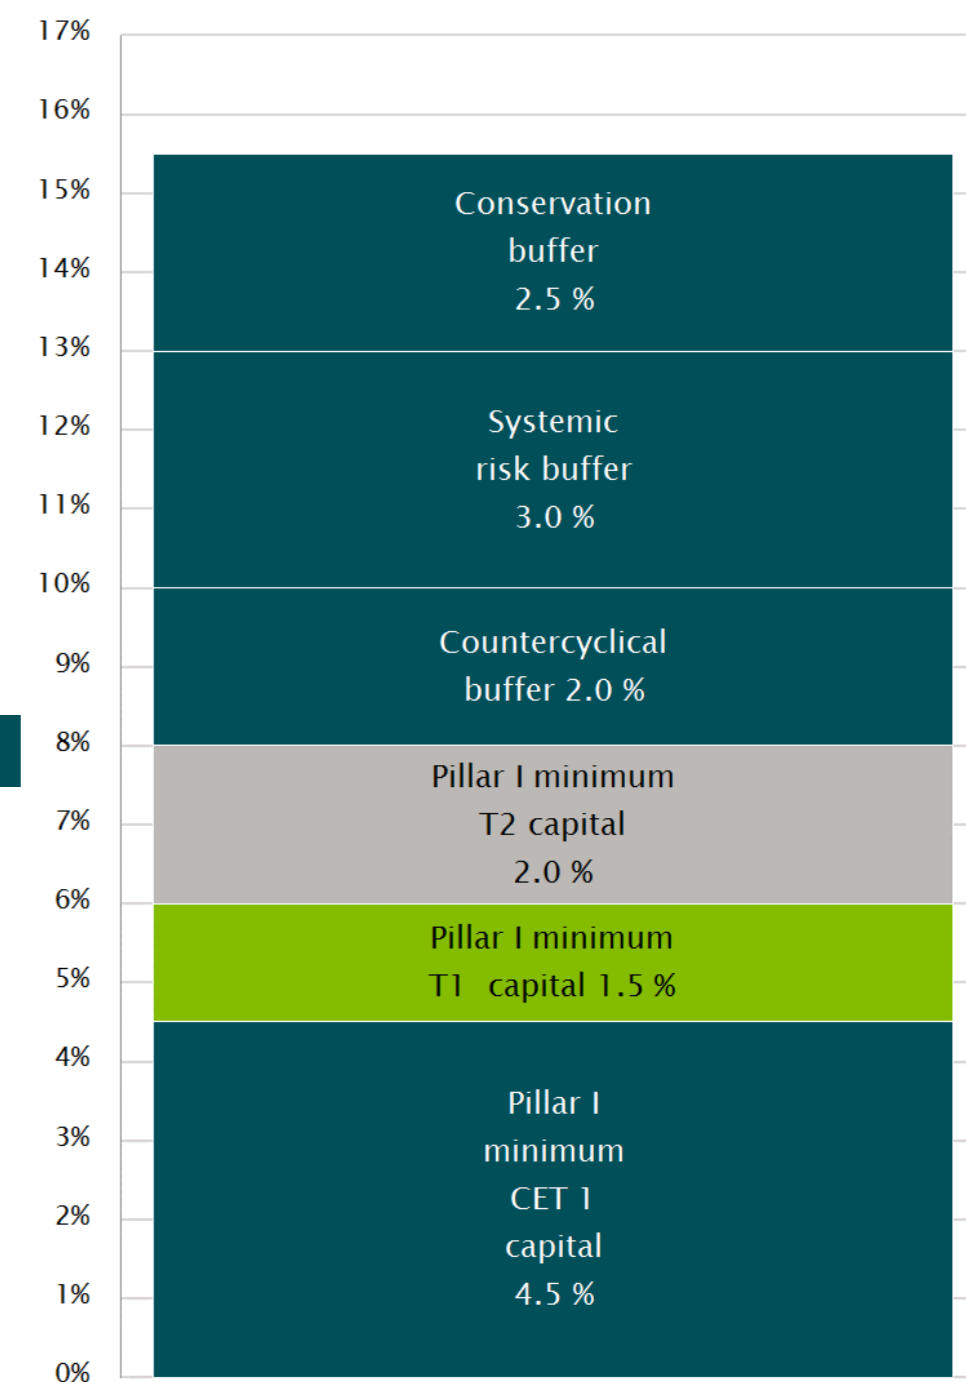 17%
16%
15%
14%
13%
12%
11%
10%
9%
8%
7%
6%
5%
4%
3%
2%
1%
0%
Conservation
buffer
2.5 %
Systemic
risk buffer
3.0 %
Countercyclical
buffer 2.0 %
Pillar I minimum
T2 capital
2.0 %
Pillar I minimum
T1 capital 1.5 %
Pillar I
minimum
CET 1
capital
4.5 %